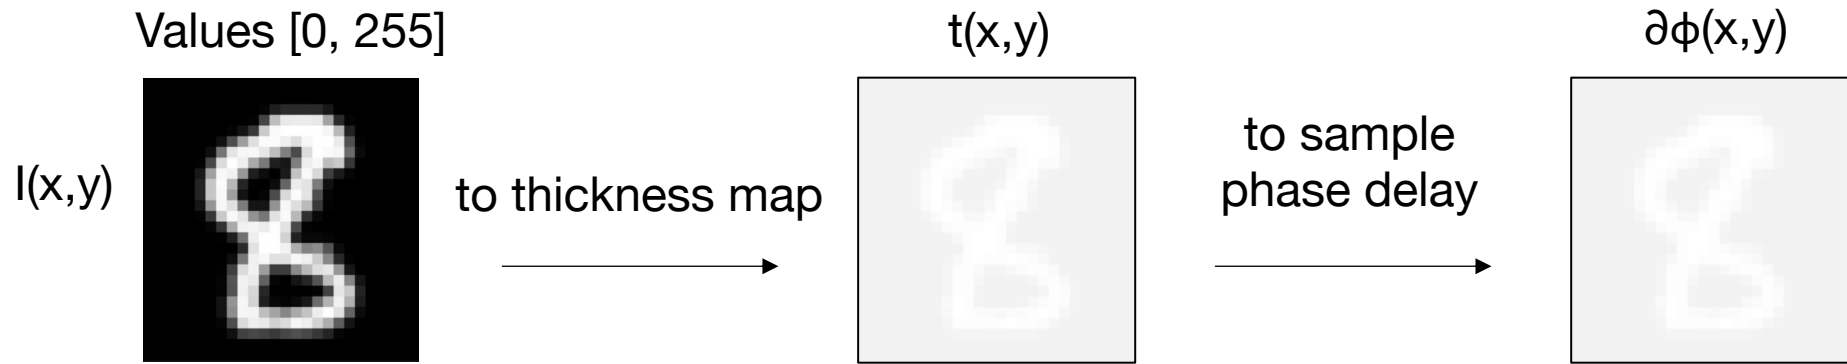 Values [0, 255]
t(x,y)
∂ϕ(x,y)
I(x,y)
to thickness map
to sample
phase delay